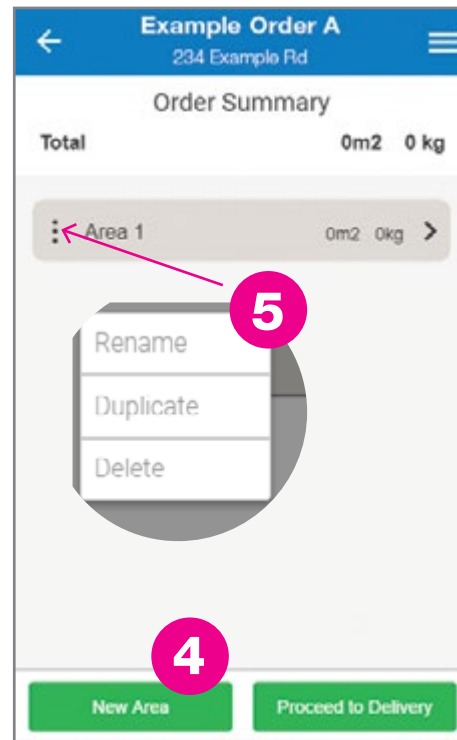 Example Order A
234 Example Rd
Order Summary
Total 0m2 0 kg
Area 1 0m2 0kg
5
Rename
Duplicate
Delete
4
New Area Proceed to Delivery